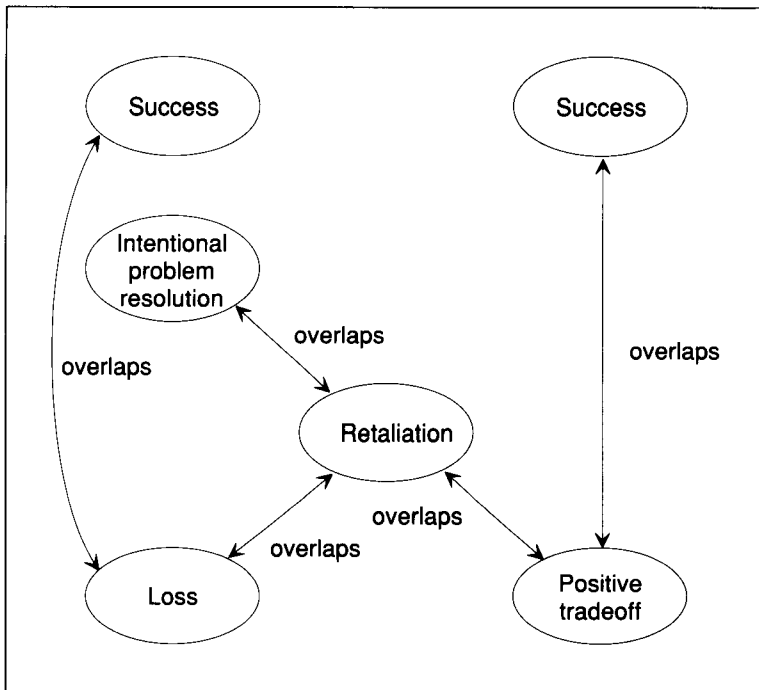 Success
Success
Intentional
problem
resolution
overlaps
overlaps
overlaps
Retaliation
overlaps
overlaps
Loss
Positive
tradeoff